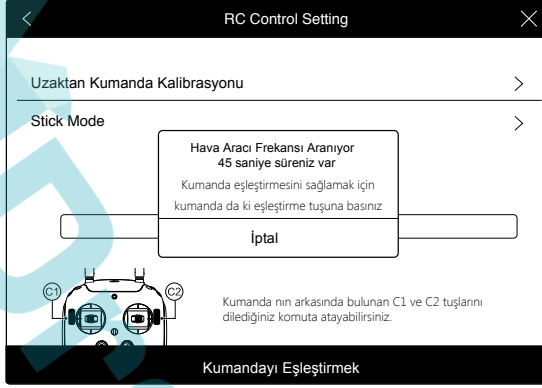 RC Control Setting
Uzaktan Kumanda Kalibrasyonu
Stick Mode
Hava Aracı Frekansı Aranıyor
45 saniye süreniz var
Kumanda eşleştirmesini sağlamak için
kumanda da ki eşleştirme tuşuna basınız
İptal
C1
C2
Kumanda nın arkasında bulunan C1 ve C2 tuşlarını
dilediğiniz komuta atayabilirsiniz.
Kumandayı Eşleştirmek